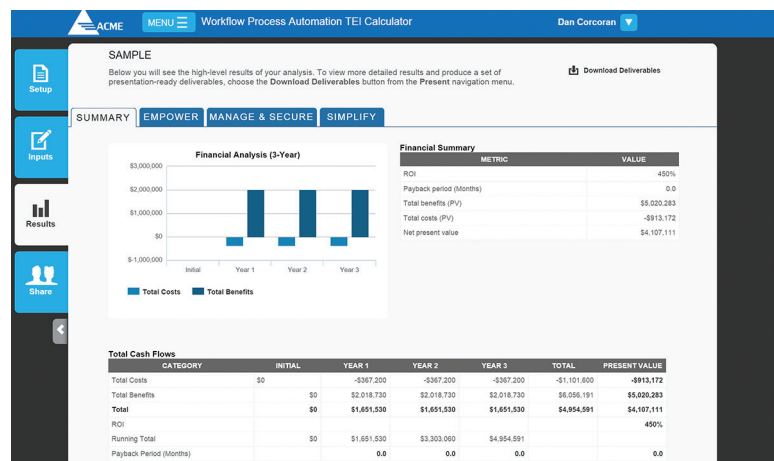 ACME
MENU
Workflow Process Automation TEI Calculator
Dan Corcoran
Setup
Inputs
Results
Share
SAMPLE
Below you will see the high-level results of your analysis. To view more detailed results and produce a set of
presentation-ready deliverables, choose the Download Deliverables button from the Present navigation menu.
Download Deliverables
SUMMARY EMPOWER MANAGE & SECURE SIMPLIFY
Financial Analysis (3-Year)
$3,000,000
$2,000,000
$1,000,000
$0
$-1,000,000
Initial Year 1 Year 2 Year 3
Total Costs Total Benefits
Financial Summary
METRIC VALUE
ROI 450%
Payback period (Months) 0.0
Total benefits (PV) $5,020,283
Total costs (PV) -$913,172
Net present value $4,107,111
Total Cash Flows
CATEGORY INITIAL YEAR 1 YEAR 2 YEAR 3 TOTAL PRESENT VALUE
Total Costs $0 -$367,200 -$367,200 -$367,200 -$1,101,600 -$913,172
Total Benefits $0 $2,018,730 $2,018,730 $2,018,730 $6,056,191 $5,020,283
Total $0 $1,651,530 $1,651,530 $1,651,530 $4,954,591 $4,107,111
ROI 450%
Running Total $0 $1,651,530 $3,303,060 $4,954,591
Payback Period (Months) 0.0 0.0 0.0 0.0